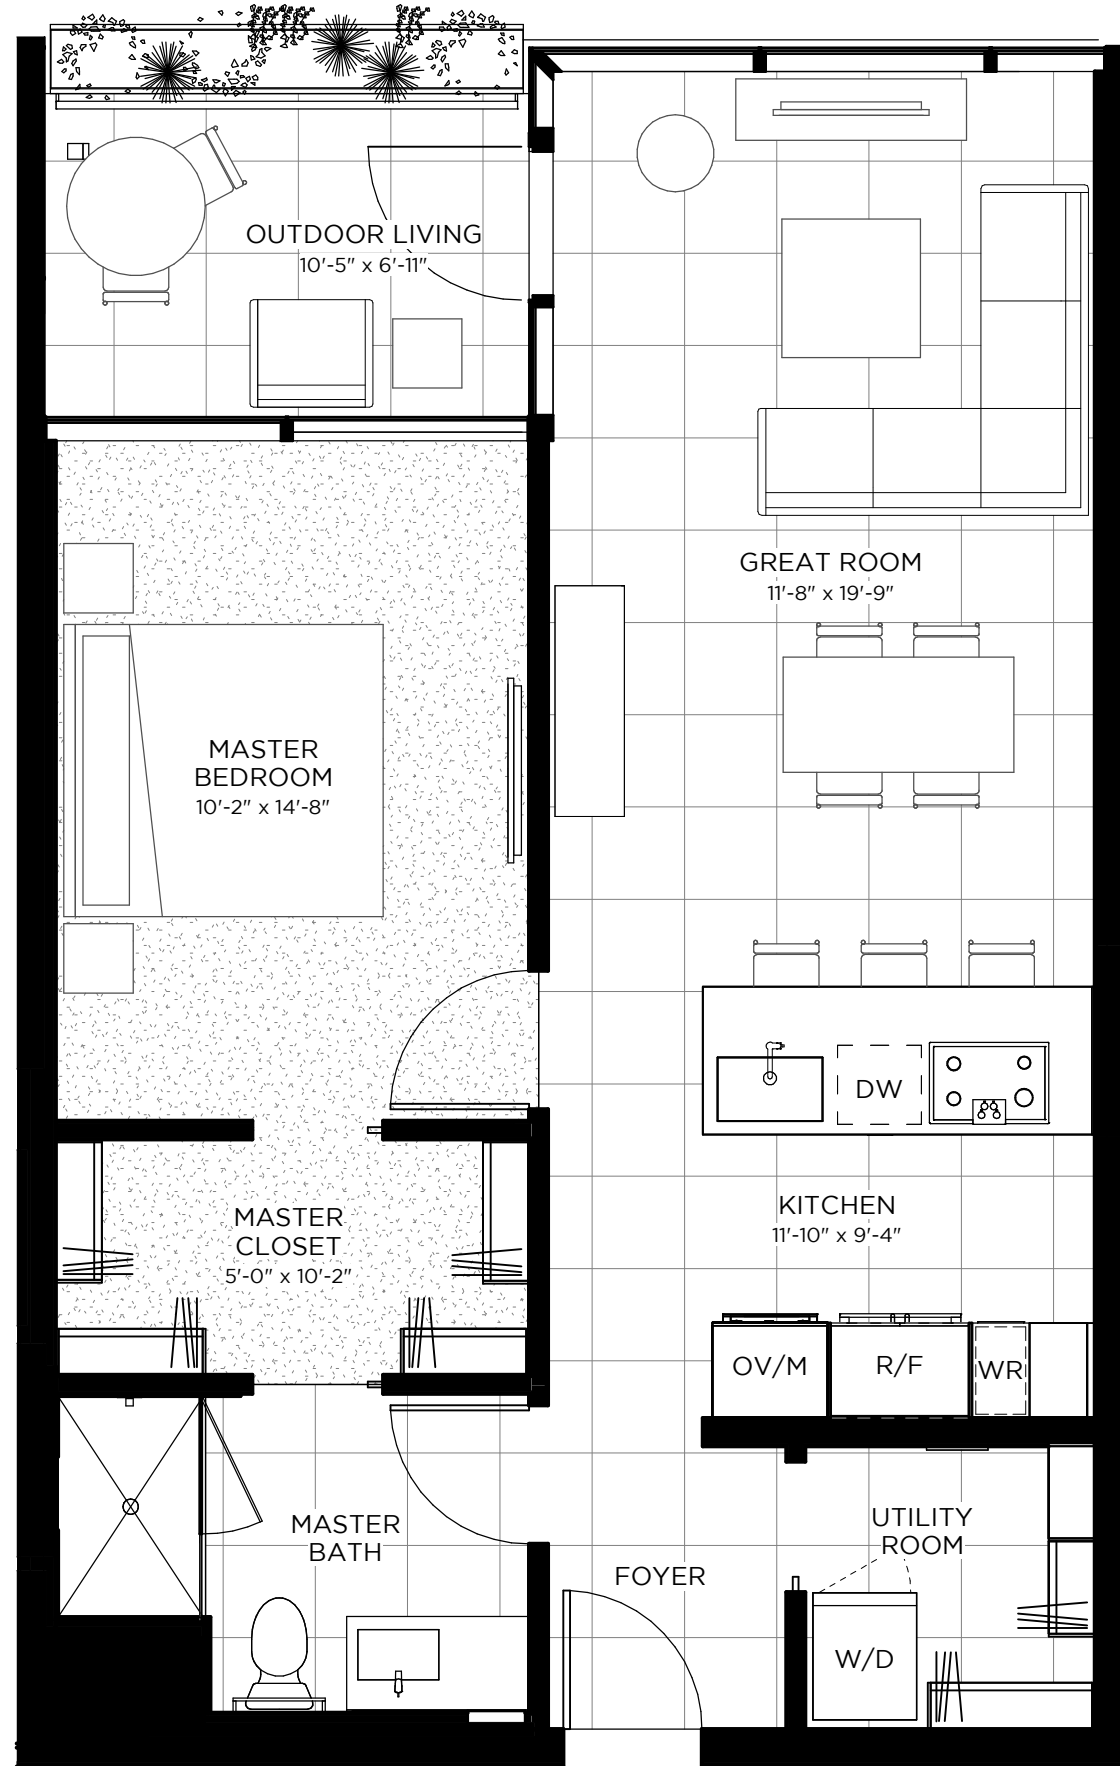 OUTDOOR LIVING
10'-5" x 6'-11"
GREAT ROOM
11'-8" x 19'-9"
MASTER
BEDROOM
10'-2" x 14'-8"
DW
KITCHEN
11'-10" x 9'-4"
MASTER
CLOSET
5'-0" x 10'-2"
OV/M
R/F
WR
MASTER
BATH
UTILITY
ROOM
FOYER
W/D